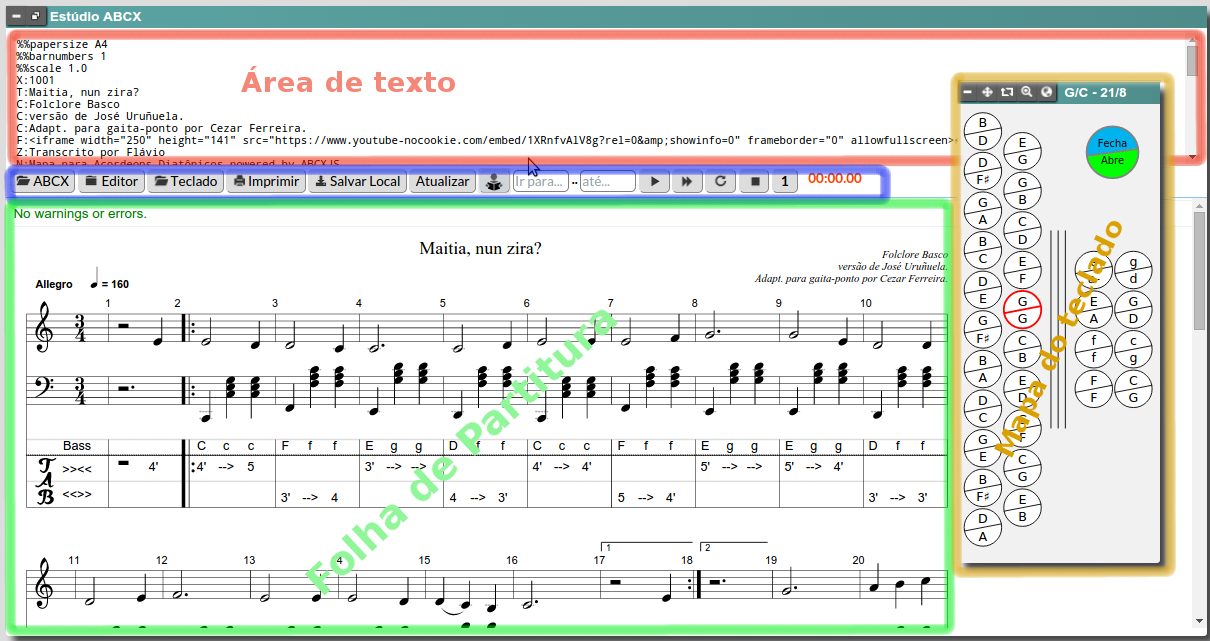 Estúdio ABCX
%%papersize A4
%%barnumbers 1
%%scale 1.0
X:1001
T:Maitia, nun zira?
C:Folclore Basco
C:versão de José Uruñuela.
C:Adapt. para gaita-ponto por Cezar Ferreira.
F:<iframe width="250" height="141" src="https://www.youtube-nocookie.com/embed/1XRnfvAlV8g?rel=0&amp;showinfo=0" frameborder="0" allowfullscreen>
Z:Transcrito por Flávio
N:Mapa para Acordeons Diatônicos powered by ABCXJS
Área de texto
ABCX Editor Teclado Imprimir Salvar Local Atualizar Ir para... .. até... 1 00:00.00
No warnings or errors.
Maitia, nun zira?
Folclore Basco
versão de José Uruñuela.
Adapt. para gaita-ponto por Cezar Ferreira.
Allegro = 160
1 2 3 4 5 6 7 8 9 10
3 4
3 4
Bass C c c F f f E g g D f f C c c F f f E g g E g g D f f
TAB >><< 4' 4' --> 5 3' --> --> 4' --> 4' 5' --> --> 5' --> 4'
<<>> 3' --> 4 4 --> 3' 5 --> 4' 3' --> 3'
Folha de Partitura
11 12 13 4 15 16 17 18 19 20
1 2
G/C - 21/8
Fecha
Abre
B D
D F♯
G A
B C
D E
G F♯
B A
D C
G E
B F♯
D A
E G
G B
C D
E F
G G
C B
E D
F
C G
E B
g d
E A
G D
f f
c g
F F
C G
Mapa do teclado